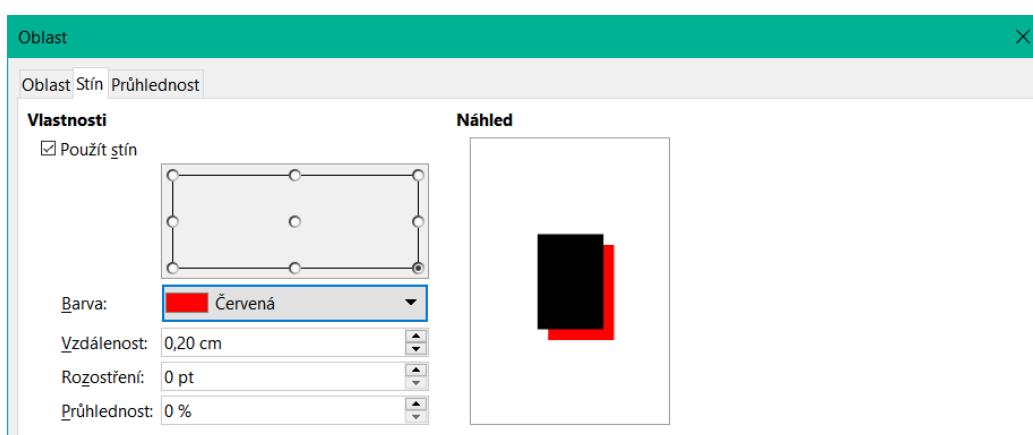 Oblast
Oblast Stín Průhlednost
Vlastnosti
Použít stín
Barva: Červená
Vzdálenost: 0,20 cm
Rozostření: 0 pt
Průhlednost: 0 %
Náhled